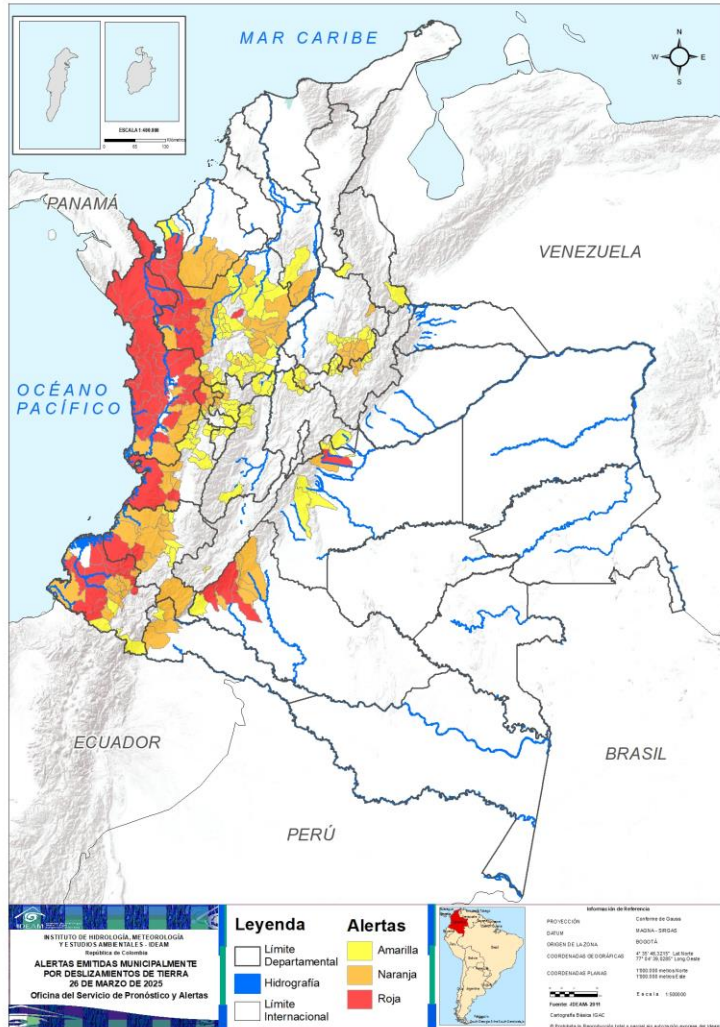 MAR CARIBE
N
W
E
S
ESCALA 1:400.000
PANAMÁ
VENEZUELA
OCÉANO
PACÍFICO
ECUADOR
BRASIL
PERÚ
IDEAM
INSTITUTO DE HIDROLOGÍA, METEOROLOGÍA
Y ESTUDIOS AMBIENTALES - IDEAM
República de Colombia
ALERTAS EMITIDAS MUNICIPALMENTE
POR DESLIZAMIENTOS DE TIERRA
26 DE MARZO DE 2025
Oficina del Servicio de Pronóstico y Alertas
Leyenda
Límite
Departamental
Hidrografía
Límite
Internacional
Alertas
Amarilla
Naranja
Roja
Información de Referencia
PROYECCIÓN
Conforme de Gauss
DATUM
MAGNA - SIRGAS
ORIGEN DE LA ZONA
BOGOTÁ
COORDENADAS GEOGRÁFICAS
COORDENADAS PLANAS
Escala
Cartografía Básica IGAC